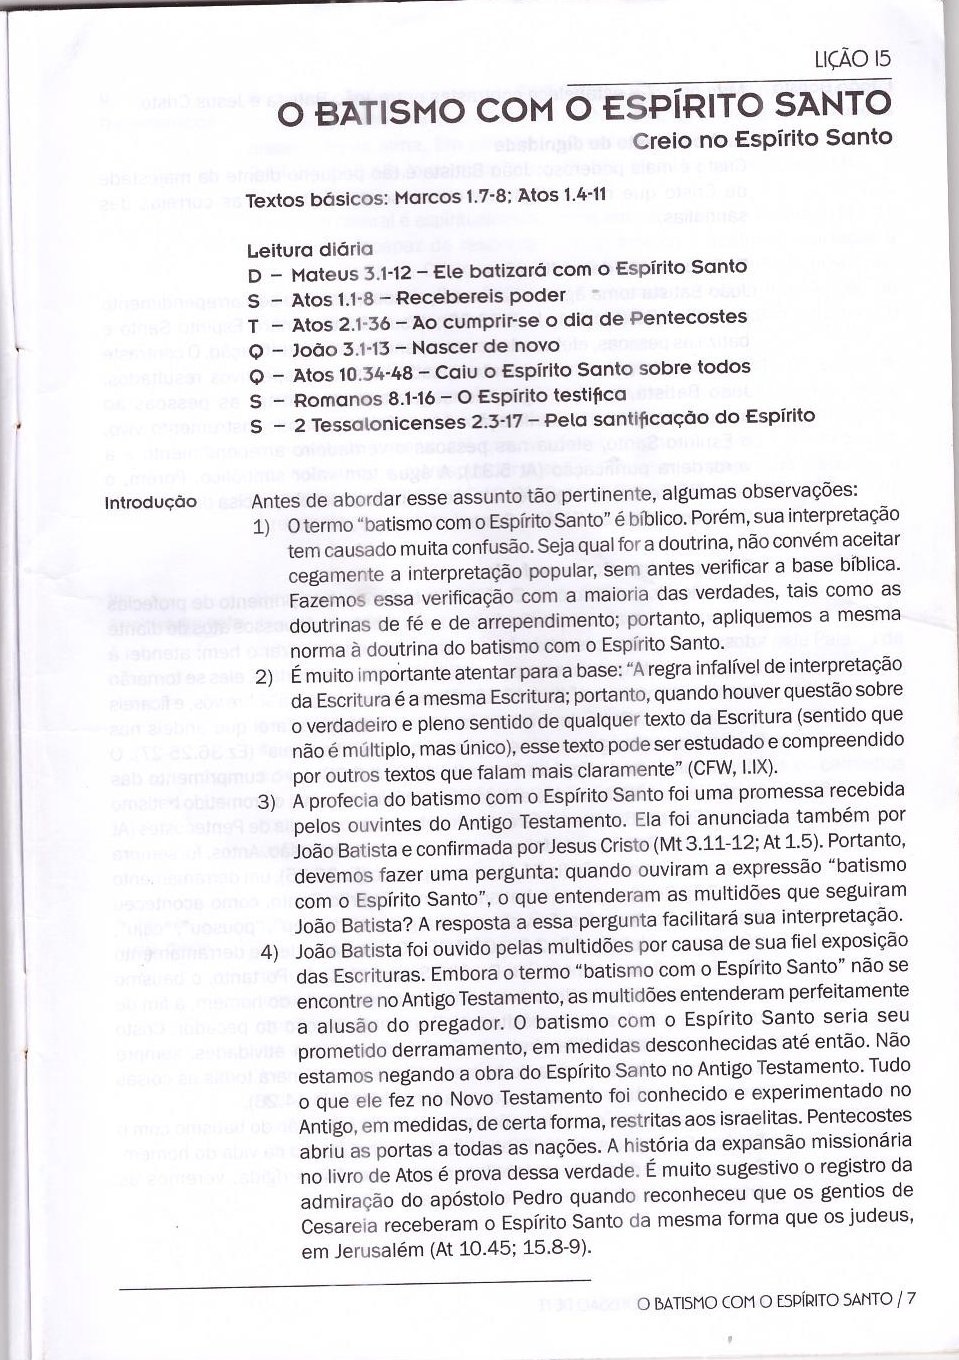 LIÇÃO 15
O BATISMO COM O ESPÍRITO SANTO
Creio no Espírito Santo
Textos básicos: Marcos 1.7-8; Atos 1.4-11
Leitura diária
D – Mateus 3.1-12 – Ele batizará com o Espírito Santo
S – Atos 1.1-8 – Recebereis poder
T – Atos 2.1-36 – Ao cumprir-se o dia de Pentecostes
Q – João 3.1-13 – Nascer de novo
Q – Atos 10.34-48 – Caiu o Espírito Santo sobre todos
S – Romanos 8.1-16 – O Espírito testifica
S – 2 Tessalonicenses 2.3-17 – Pela santificação do Espírito
Introdução
Antes de abordar esse assunto tão pertinente, algumas observações:
1) O termo “batismo com o Espírito Santo” é bíblico. Porém, sua interpretação
tem causado muita confusão. Seja qual for a doutrina, não convém aceitar
cegamente a interpretação popular, sem antes verificar a base bíblica.
Fazemos essa verificação com a maioria das verdades, tais como as
doutrinas de fé e de arrependimento; portanto, apliquemos a mesma
norma à doutrina do batismo com o Espírito Santo.
2) É muito importante atentar para a base: “A regra infalível de interpretação
da Escritura é a mesma Escritura; portanto, quando houver questão sobre
o verdadeiro e pleno sentido de qualquer texto da Escritura (sentido que
não é múltiplo, mas único), esse texto pode ser estudado e compreendido
por outros textos que falam mais claramente” (CFW, I.IX).
3) A profecia do batismo com o Espírito Santo foi uma promessa recebida
pelos ouvintes do Antigo Testamento. Ela foi anunciada também por
João Batista e confirmada por Jesus Cristo (Mt 3.11-12; At 1.5). Portanto,
devemos fazer uma pergunta: quando ouviram a expressão “batismo
com o Espírito Santo”, o que entenderam as multidões que seguiram
João Batista? A resposta a essa pergunta facilitará sua interpretação.
4) João Batista foi ouvido pelas multidões por causa de sua fiel exposição
das Escrituras. Embora o termo “batismo com o Espírito Santo” não se
encontre no Antigo Testamento, as multidões entenderam perfeitamente
a alusão do pregador. O batismo com o Espírito Santo seria seu
prometido derramamento, em medidas desconhecidas até então. Não
estamos negando a obra do Espírito Santo no Antigo Testamento. Tudo
o que ele fez no Novo Testamento foi conhecido e experimentado no
Antigo, em medidas, de certa forma, restritas aos israelitas. Pentecostes
abriu as portas a todas as nações. A história da expansão missionária
no livro de Atos é prova dessa verdade. É muito sugestivo o registro da
admiração do apóstolo Pedro quando reconheceu que os gentios de
Cesareia receberam o Espírito Santo da mesma forma que os judeus,
em Jerusalém (At 10.45; 15.8-9).
O BATISMO COM O ESPÍRITO SANTO / 7